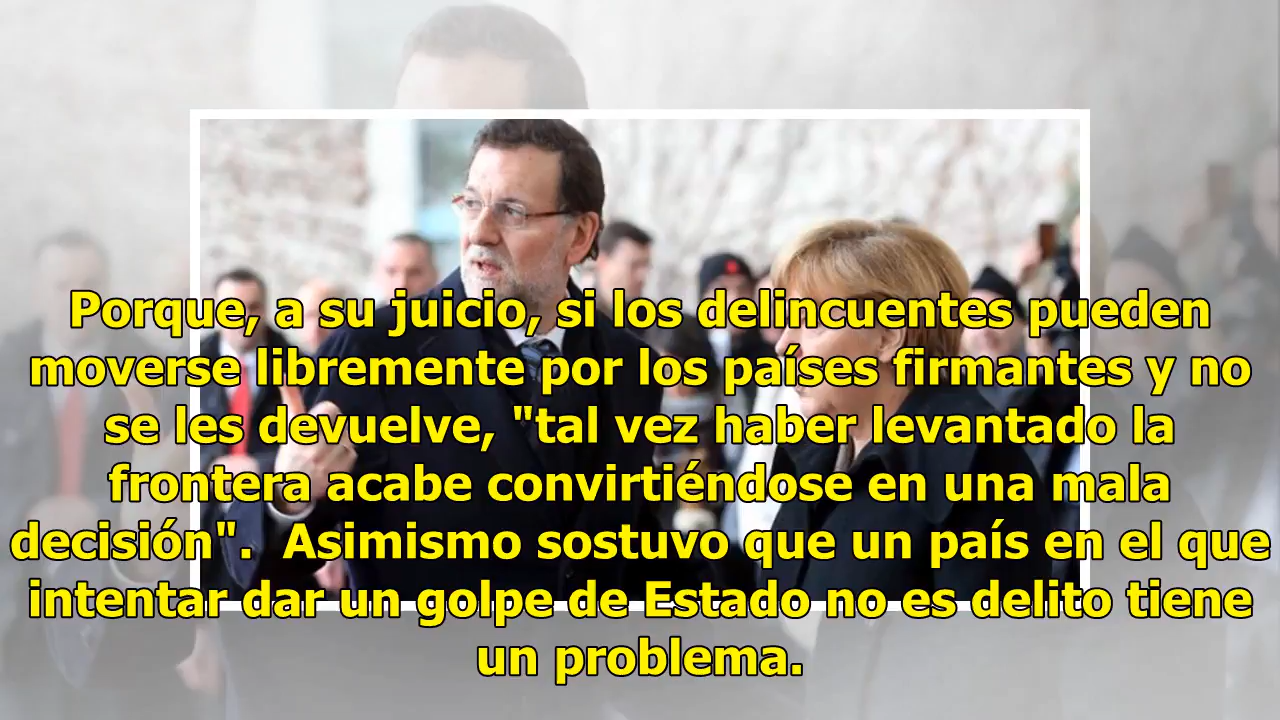 Porque, a su juicio, si los delincuentes pueden
moverse libremente por los países firmantes y no
se les devuelve, "tal vez haber levantado la
frontera acabe convirtiéndose en una mala
decisión".  Asimismo sostuvo que un país en el que
intentar dar un golpe de Estado no es delito tiene
un problema.